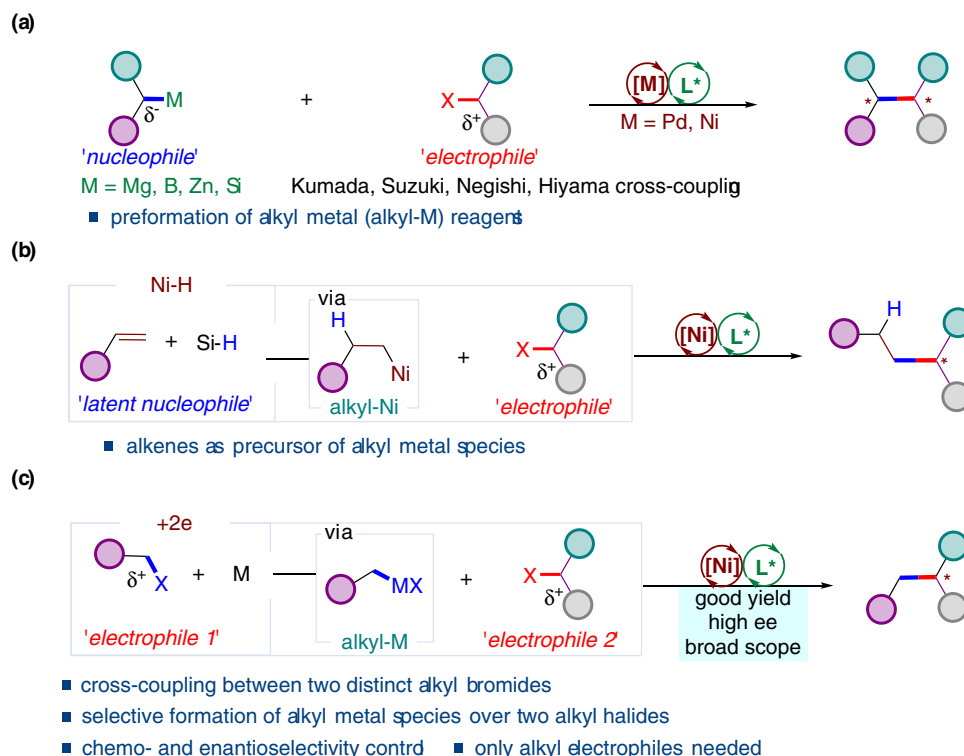 (a)
M
δ-
+
X
δ+
[M] L*
M = Pd, Ni
* *
'nucleophile'
'electrophile'
M = Mg, B, Zn, Si
Kumada, Suzuki, Negishi, Hiyama cross-coupling
■ preformation of alkyl metal (alkyl-M) reagents
(b)
Ni-H
+ Si-H
via
H
Ni
alkyl-Ni
+
X
δ+
[Ni] L*
H
*
'latent nucleophile'
'electrophile'
■ alkenes as precursor of alkyl metal species
(c)
+2e
δ+
X
+ M
via
MX
alkyl-M
+
X
δ+
[Ni] L*
good yield
high ee
broad scope
*
'electrophile 1'
'electrophile 2'
■ cross-coupling between two distinct alkyl bromides
■ selective formation of alkyl metal species over two alkyl halides
■ chemo- and enantioselectivity control ■ only alkyl electrophiles needed